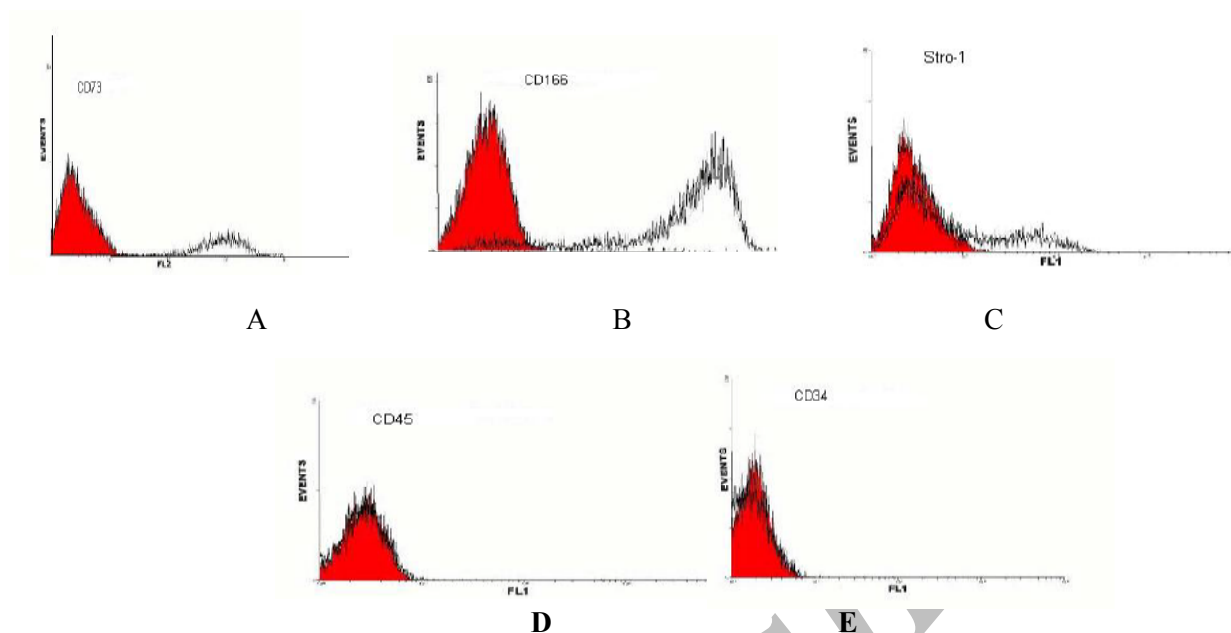 CD73
EVENTS
FL2
A
CD166
EVENTS
B
Stro-1
EVENTS
FL1
C
CD45
EVENTS
FL1
D
CD34
EVENTS
FL1
E